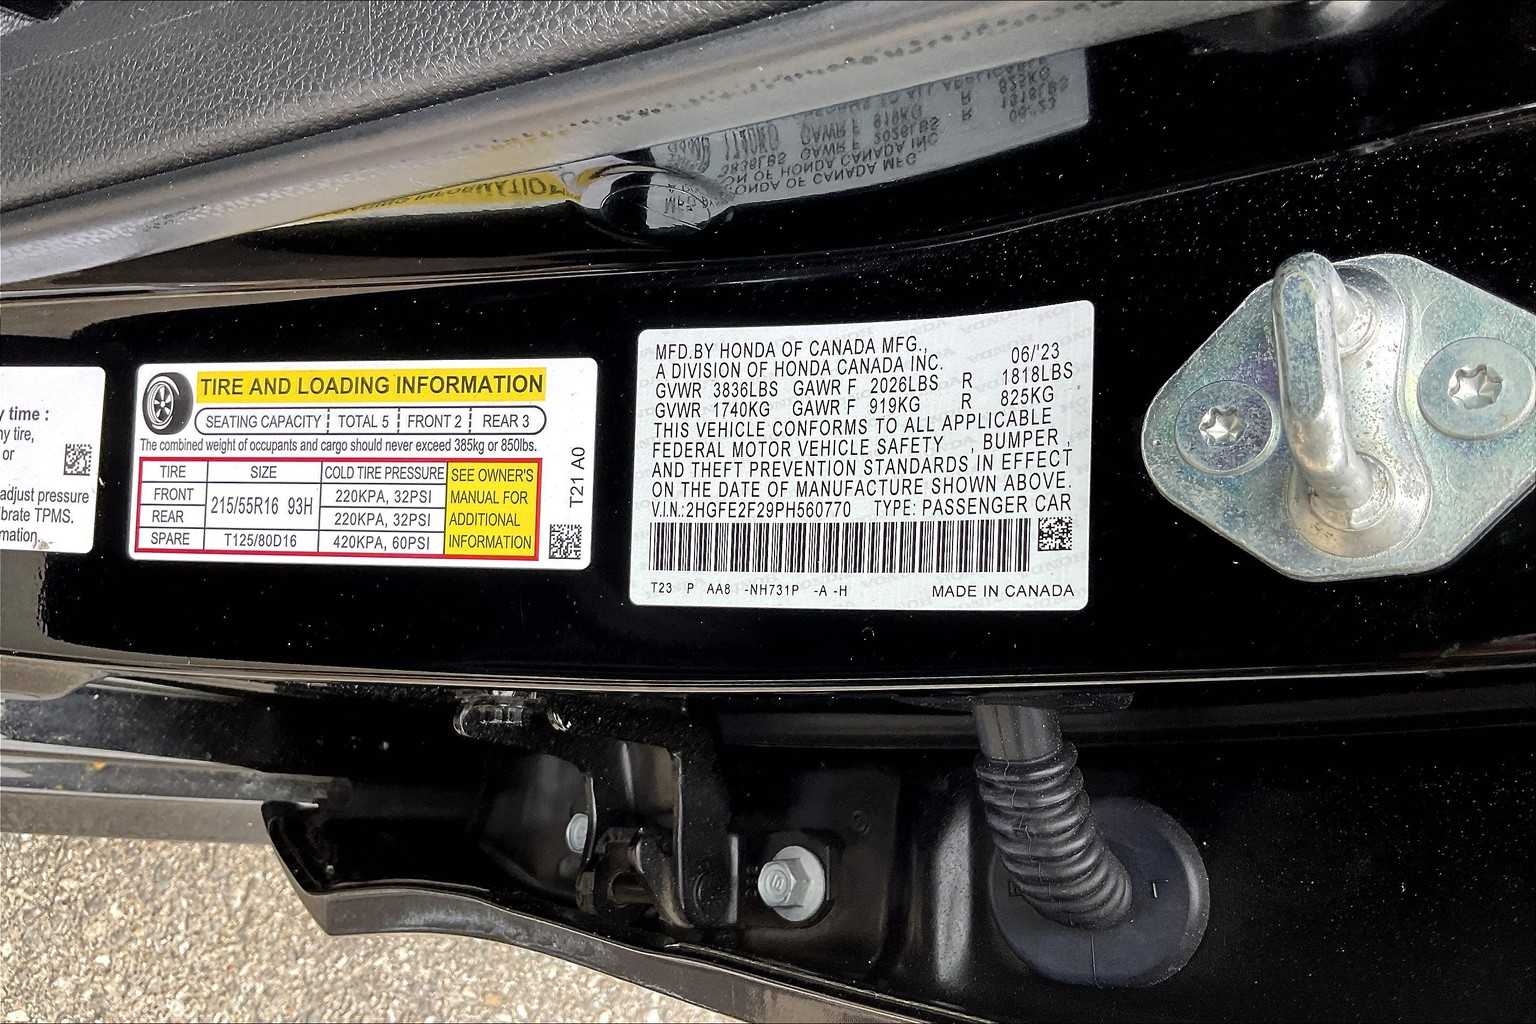 y time :
ny tire,
or
adjust pressure
brate TPMS.
mation).
TIRE AND LOADING INFORMATION
SEATING CAPACITY TOTAL 5 FRONT 2 REAR 3
The combined weight of occupants and cargo should never exceed 385kg or 850lbs.
TIRE SIZE COLD TIRE PRESSURE SEE OWNER'S
FRONT 215/55R16 93H 220KPA, 32PSI MANUAL FOR
REAR 220KPA, 32PSI ADDITIONAL
SPARE T125/80D16 420KPA, 60PSI INFORMATION
T21 A0
MFD.BY HONDA OF CANADA MFG.,
A DIVISION OF HONDA CANADA INC. 06/'23
GVWR 3836LBS GAWR F 2026LBS R 1818LBS
GVWR 1740KG GAWR F 919KG R 825KG
THIS VEHICLE CONFORMS TO ALL APPLICABLE
FEDERAL MOTOR VEHICLE SAFETY , BUMPER ,
AND THEFT PREVENTION STANDARDS IN EFFECT
ON THE DATE OF MANUFACTURE SHOWN ABOVE.
V.I.N.:2HGFE2F29PH560770 TYPE: PASSENGER CAR
T23 P AA8 -NH731P -A -H MADE IN CANADA